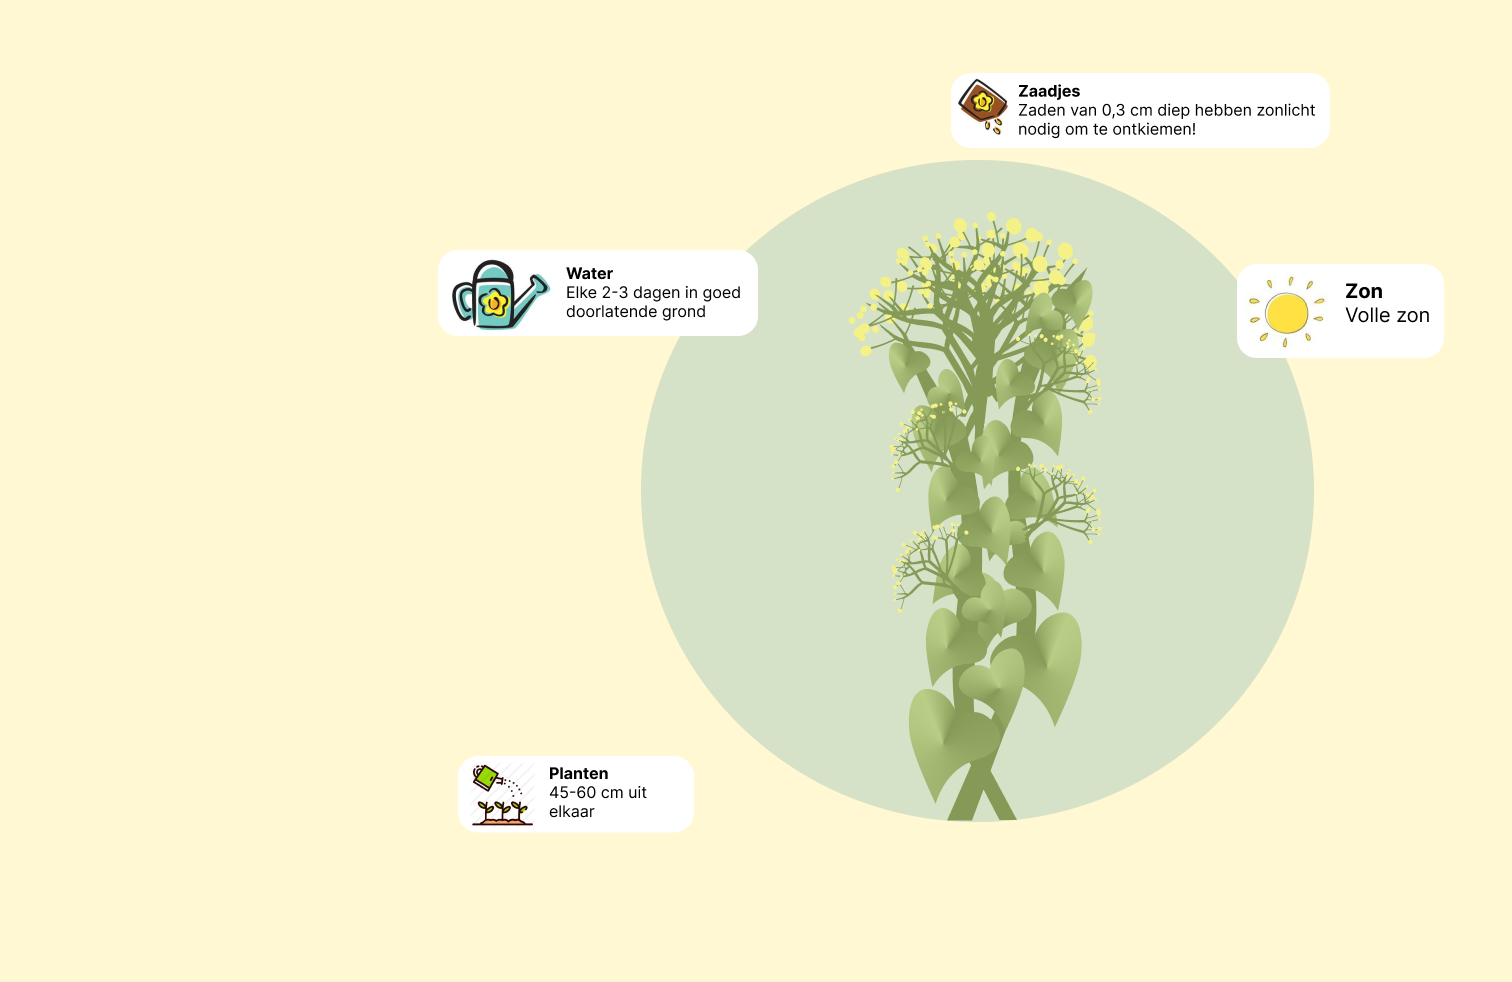 Zaadjes
Zaden van 0,3 cm diep hebben zonlicht
nodig om te ontkiemen!
Water
Elke 2-3 dagen in goed
doorlatende grond
Zon
Volle zon
Planten
45-60 cm uit
elkaar